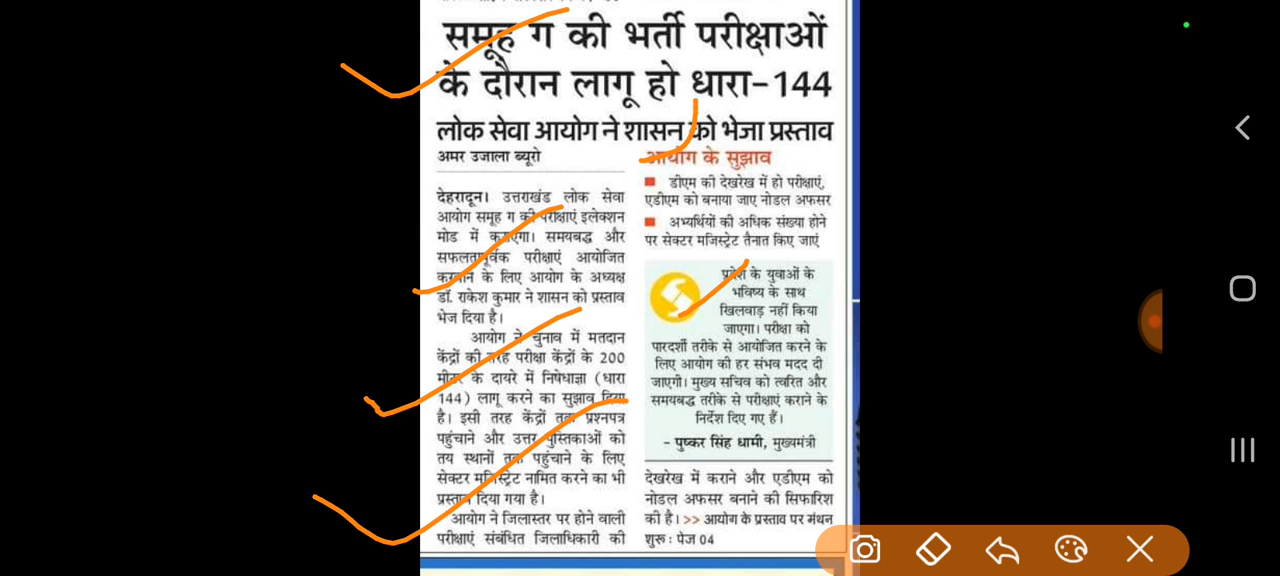 समूह ग की भर्ती परीक्षाओं
के दौरान लागू हो धारा-144
लोक सेवा आयोग ने शासन को भेजा प्रस्ताव
अमर उजाला ब्यूरो
देहरादून। उत्तराखंड लोक सेवा
आयोग समूह ग की परीक्षाएं इलेक्शन
मोड में कराएगा। समयबद्ध और
सफलतापूर्वक परीक्षाएं आयोजित
करवाने के लिए आयोग के अध्यक्ष
डॉ. राकेश कुमार ने शासन को प्रस्ताव
भेज दिया है।
आयोग ने चुनाव में मतदान
केंद्रों की तरह परीक्षा केंद्रों के 200
मीटर के दायरे में निषेधाज्ञा (धारा
144) लागू करने का सुझाव दिया
है। इसी तरह केंद्रों तक प्रश्नपत्र
पहुंचाने और उत्तर पुस्तिकाओं को
तय स्थानों तक पहुंचाने के लिए
सेक्टर मजिस्ट्रेट नामित करने का भी
प्रस्ताव दिया गया है।
आयोग ने जिलास्तर पर होने वाली
परीक्षाएं संबंधित जिलाधिकारी की
आयोग के सुझाव
डीएम की देखरेख में हो परीक्षाएं,
एडीएम को बनाया जाए नोडल अफसर
अभ्यर्थियों की अधिक संख्या होने
पर सेक्टर मजिस्ट्रेट तैनात किए जाएं
प्रदेश के युवाओं के
भविष्य के साथ
खिलवाड़ नहीं किया
जाएगा। परीक्षा को
पारदर्शी तरीके से आयोजित करने के
लिए आयोग की हर संभव मदद दी
जाएगी। मुख्य सचिव को त्वरित और
समयबद्ध तरीके से परीक्षाएं कराने के
निर्देश दिए गए हैं।
- पुष्कर सिंह धामी, मुख्यमंत्री
देखरेख में कराने और एडीएम को
नोडल अफसर बनाने की सिफारिश
की है। >> आयोग के प्रस्ताव पर मंथन
शुरू : पेज 04